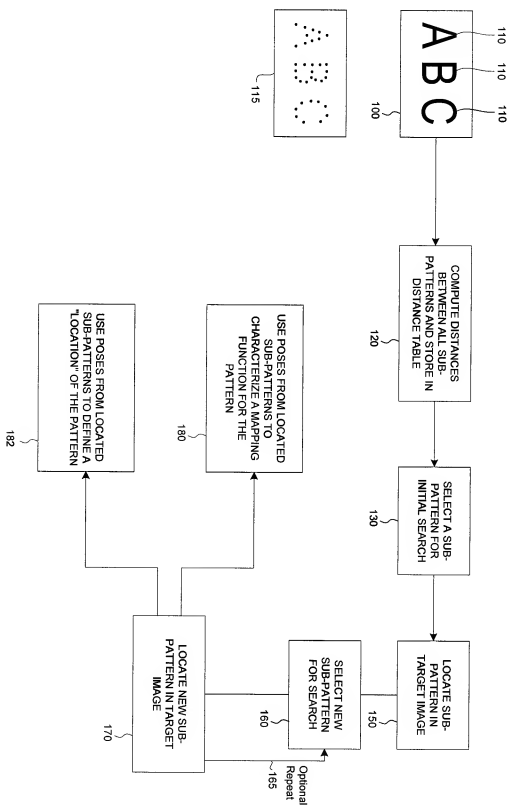 110
110
110
A B C
100
A B C
115
COMPUTE DISTANCES
BETWEEN ALL SUB-
PATTERNS AND STORE IN
DISTANCE TABLE
120
SELECT A SUB-
PATTERN FOR
INITIAL SEARCH
130
LOCATE SUB-
PATTERN IN
TARGET IMAGE
150
SELECT NEW
SUB-PATTERN
FOR SEARCH
160
Optional
Repeat
165
LOCATE NEW SUB-
PATTERN IN TARGET
IMAGE
170
USE POSES FROM LOCATED
SUB-PATTERNS TO
CHARACTERIZE A MAPPING
FUNCTION FOR THE
PATTERN
180
USE POSES FROM LOCATED
SUB-PATTERNS TO DEFINE A
"LOCATION" OF THE PATTERN
182